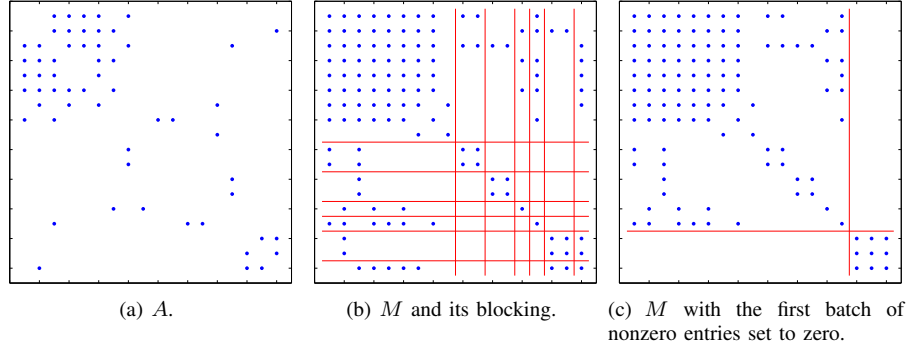 (a) A.
(b) M and its blocking.
(c) M with the first batch of
nonzero entries set to zero.